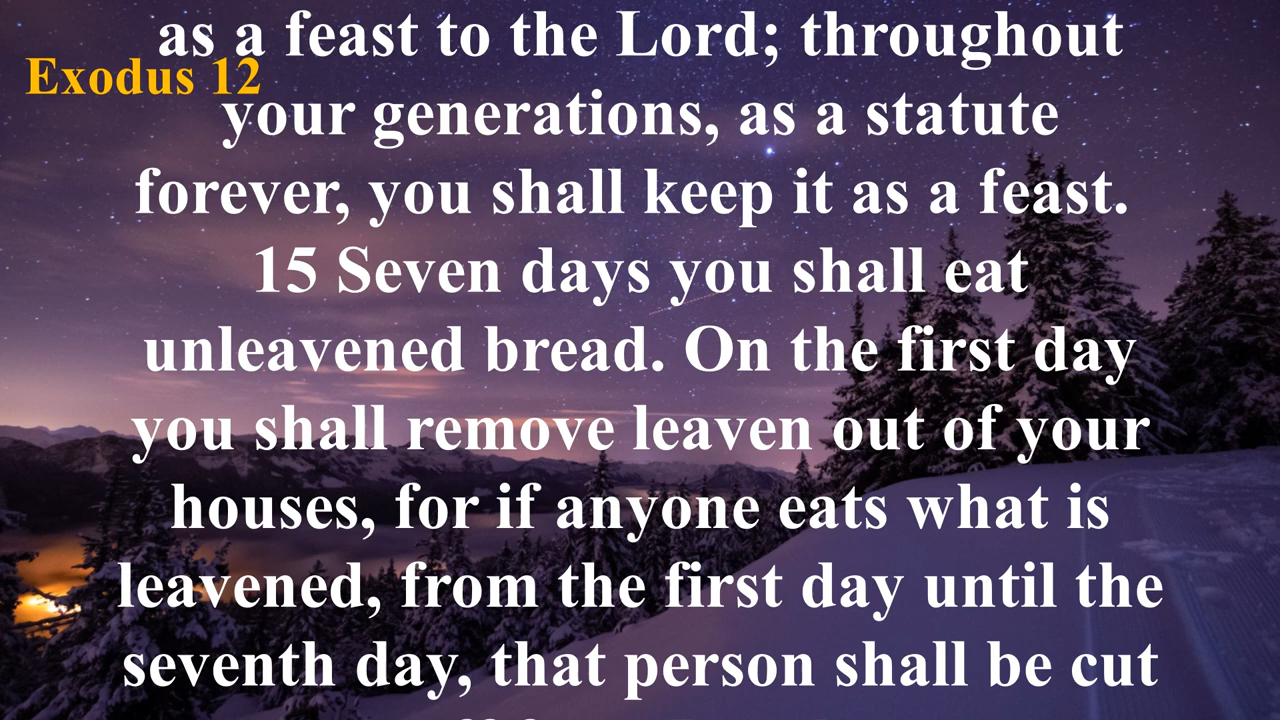 as a feast to the Lord; throughout
Exodus 12
your generations, as a statute
forever, you shall keep it as a feast.
15 Seven days you shall eat
unleavened bread. On the first day
you shall remove leaven out of your
houses, for if anyone eats what is
leavened, from the first day until the
seventh day, that person shall be cut